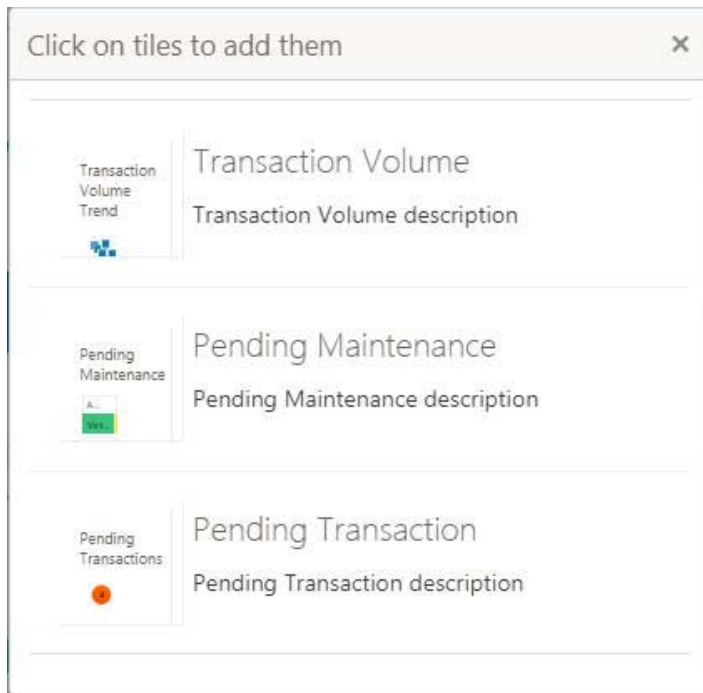 Click on tiles to add them
Transaction
Volume
Trend
Transaction Volume
Transaction Volume description
Pending
Maintenance
A...
Pending Maintenance
Pending Maintenance description
Pending
Transactions
Pending Transaction
Pending Transaction description